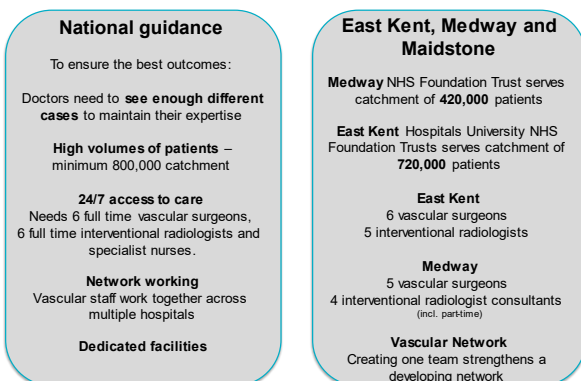 National guidance
To ensure the best outcomes:
Doctors need to see enough different
cases to maintain their expertise
High volumes of patients –
minimum 800,000 catchment
24/7 access to care
Needs 6 full time vascular surgeons,
6 full time interventional radiologists and
specialist nurses.
Network working
Vascular staff work together across
multiple hospitals
Dedicated facilities
East Kent, Medway and
Maidstone
Medway NHS Foundation Trust serves
catchment of 420,000 patients
East Kent Hospitals University NHS
Foundation Trusts serves catchment of
720,000 patients
East Kent
6 vascular surgeons
5 interventional radiologists
Medway
5 vascular surgeons
4 interventional radiologist consultants
(incl. part-time)
Vascular Network
Creating one team strengthens a
developing network